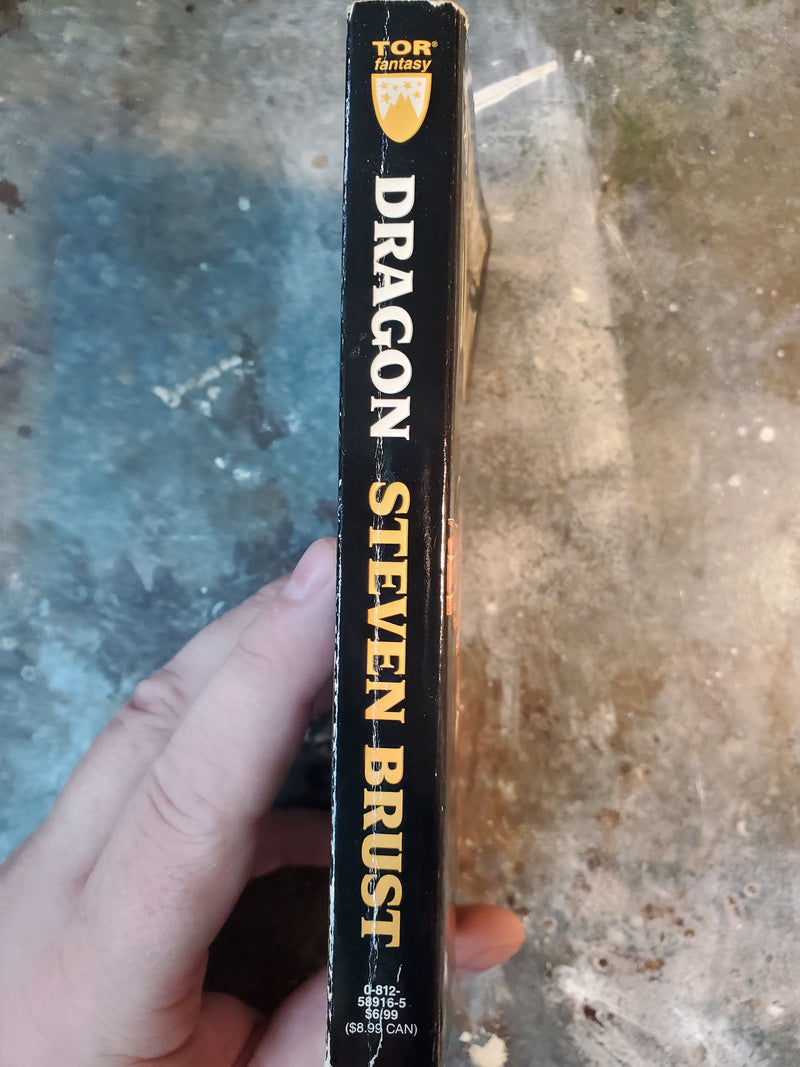 TOR®
fantasy
DRAGON STEVEN BRUST
0-812-
58916-5
$6.99
($8.99 CAN)